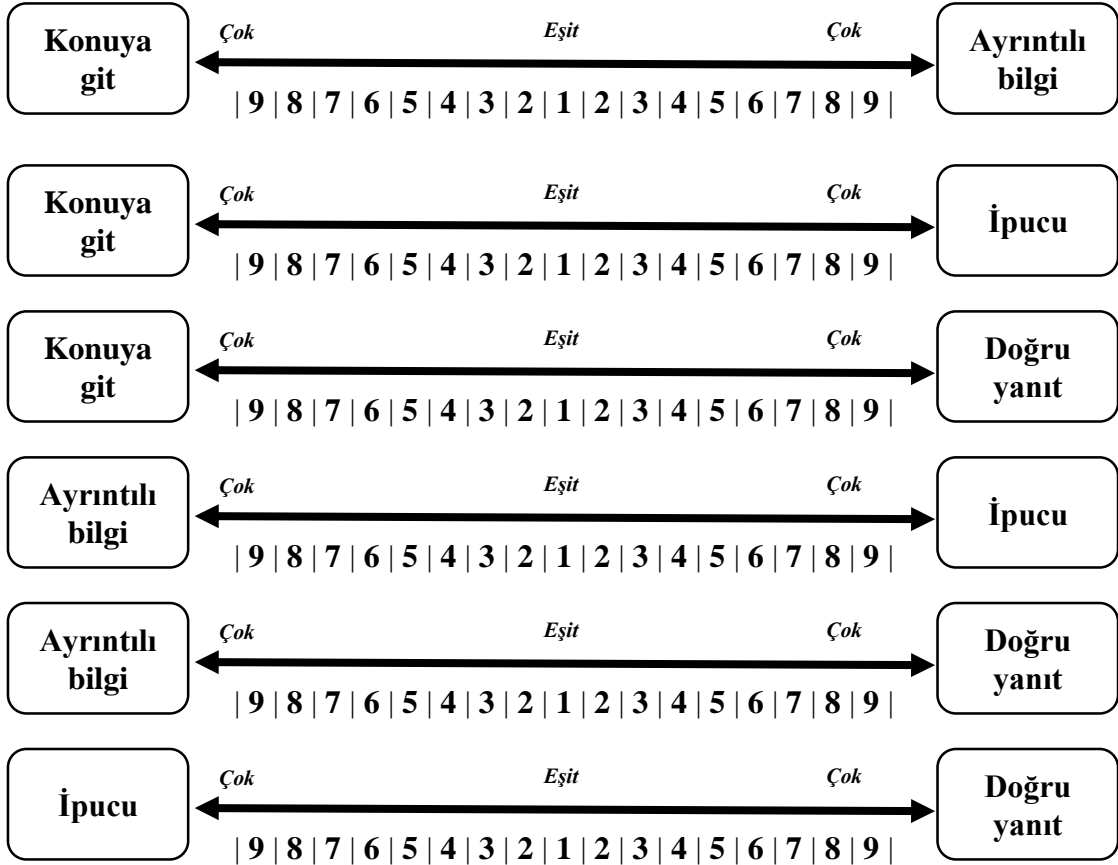 Konuya git
Çok Eşit Çok
Ayrıntılı bilgi
| 9 | 8 | 7 | 6 | 5 | 4 | 3 | 2 | 1 | 2 | 3 | 4 | 5 | 6 | 7 | 8 | 9 |
Konuya git
Çok Eşit Çok
İpucu
| 9 | 8 | 7 | 6 | 5 | 4 | 3 | 2 | 1 | 2 | 3 | 4 | 5 | 6 | 7 | 8 | 9 |
Konuya git
Çok Eşit Çok
Doğru yanıt
| 9 | 8 | 7 | 6 | 5 | 4 | 3 | 2 | 1 | 2 | 3 | 4 | 5 | 6 | 7 | 8 | 9 |
Ayrıntılı bilgi
Çok Eşit Çok
İpucu
| 9 | 8 | 7 | 6 | 5 | 4 | 3 | 2 | 1 | 2 | 3 | 4 | 5 | 6 | 7 | 8 | 9 |
Ayrıntılı bilgi
Çok Eşit Çok
Doğru yanıt
| 9 | 8 | 7 | 6 | 5 | 4 | 3 | 2 | 1 | 2 | 3 | 4 | 5 | 6 | 7 | 8 | 9 |
İpucu
Çok Eşit Çok
Doğru yanıt
| 9 | 8 | 7 | 6 | 5 | 4 | 3 | 2 | 1 | 2 | 3 | 4 | 5 | 6 | 7 | 8 | 9 |